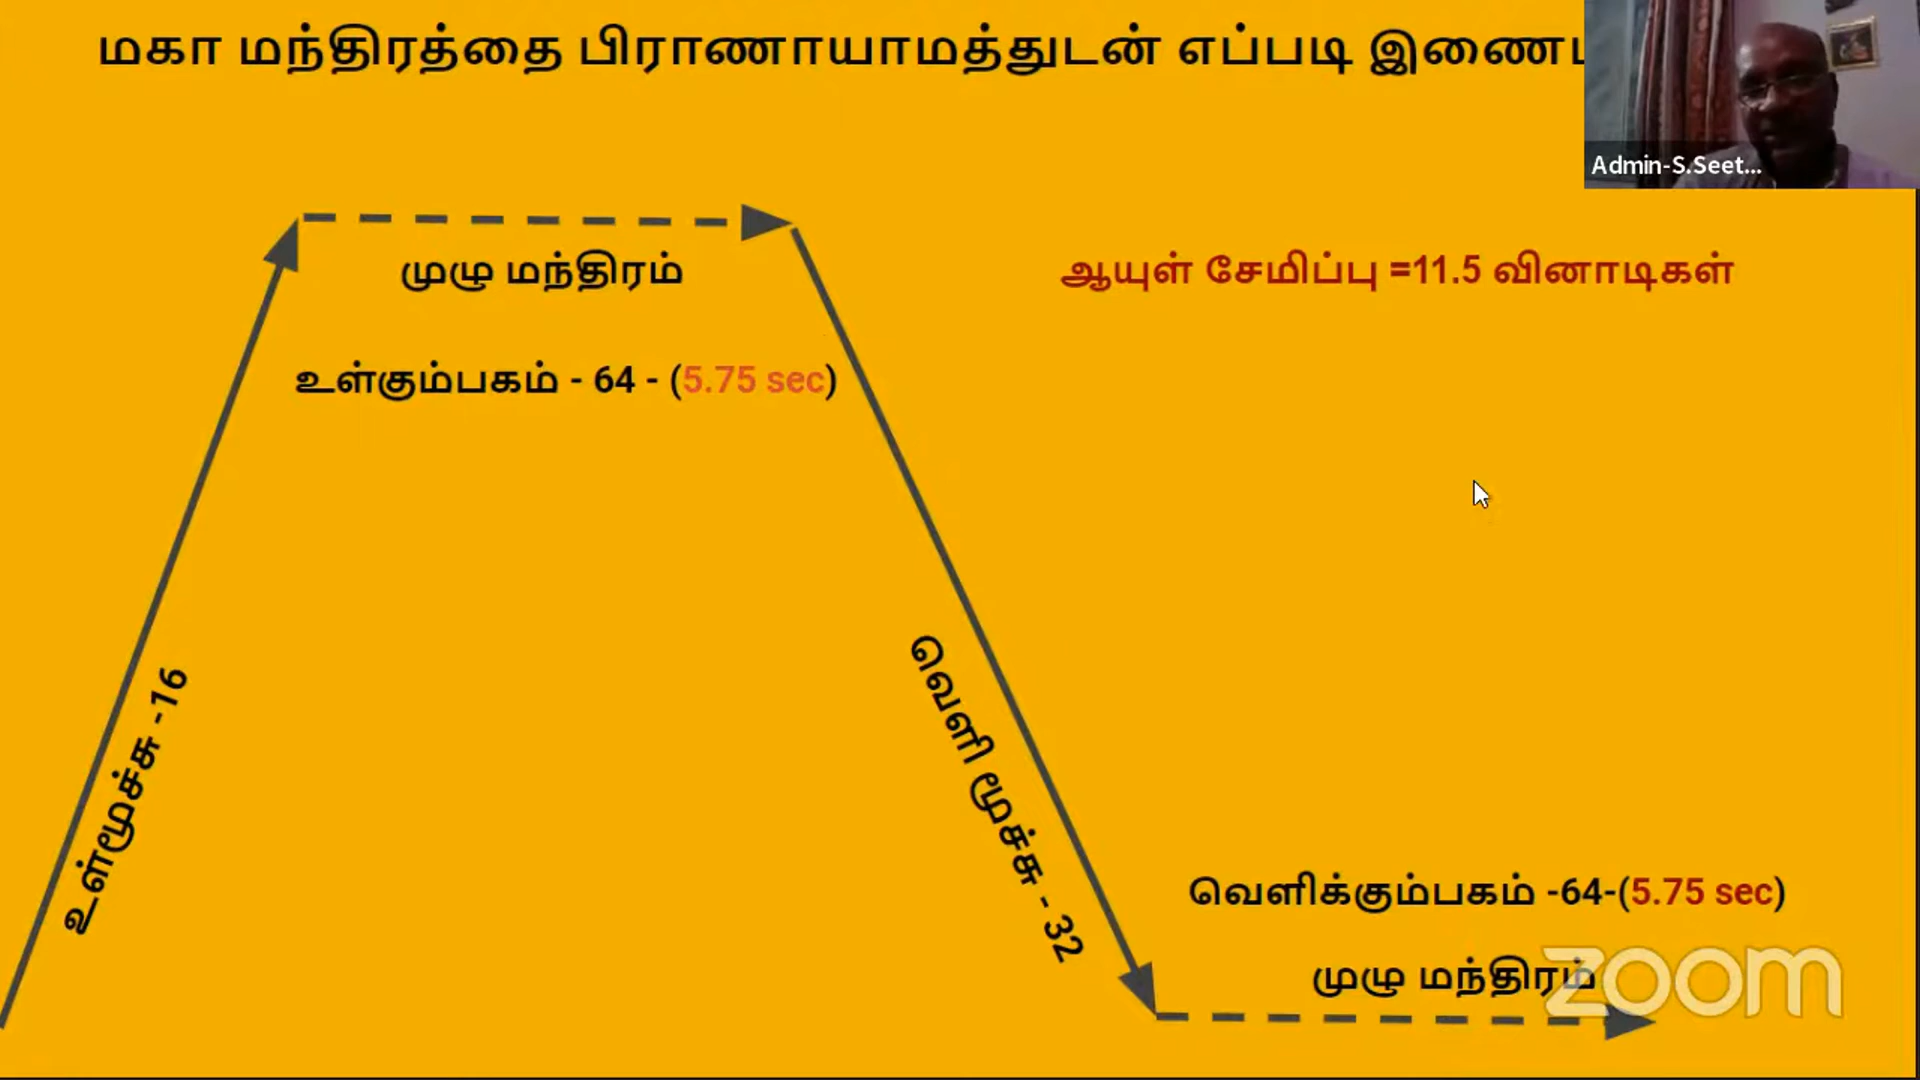 மகா மந்திரத்தை பிராணாயாமத்துடன் எப்படி
Admin-S.Seet...
முழு மந்திரம்
ஆயுள் சேமிப்பு =11.5 வினாடிகள்
உள்கும்பகம் - 64 - (5.75 sec)
உள்மூச்சு -16
வெளி மூச்சு - 32
வெளிக்கும்பகம் -64-(5.75 sec)
முழு மந்திரம்
zoom